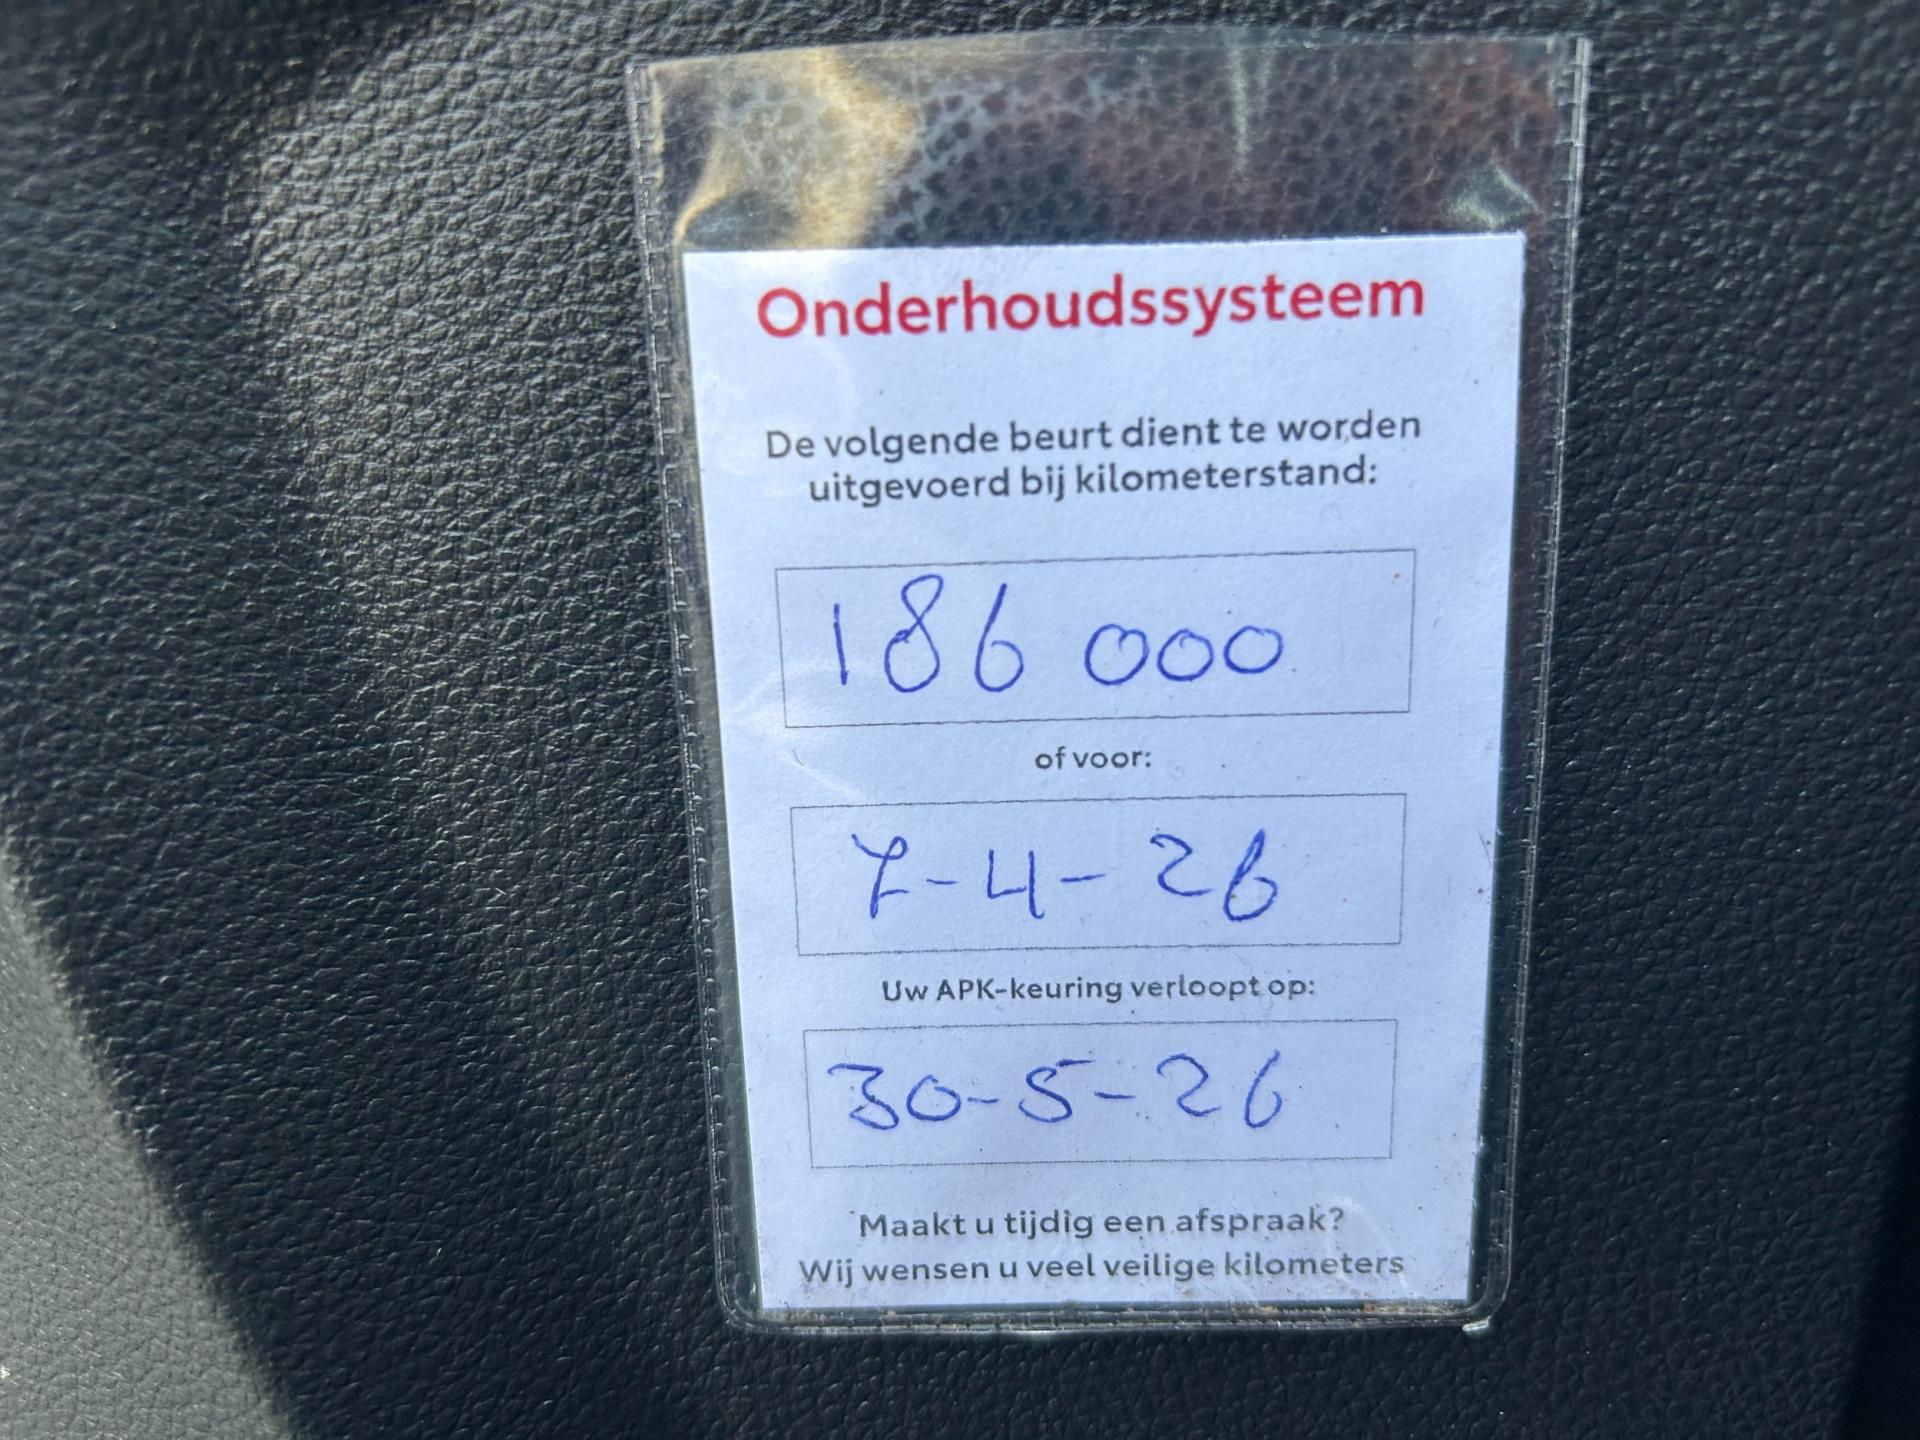 Onderhoudssysteem
De volgende beurt dient te worden
uitgevoerd bij kilometerstand:
186 000
of voor:
7-4-26
Uw APK-keuring verloopt op:
30-5-26
Maakt u tijdig een afspraak?
Wij wensen u veel veilige kilometers